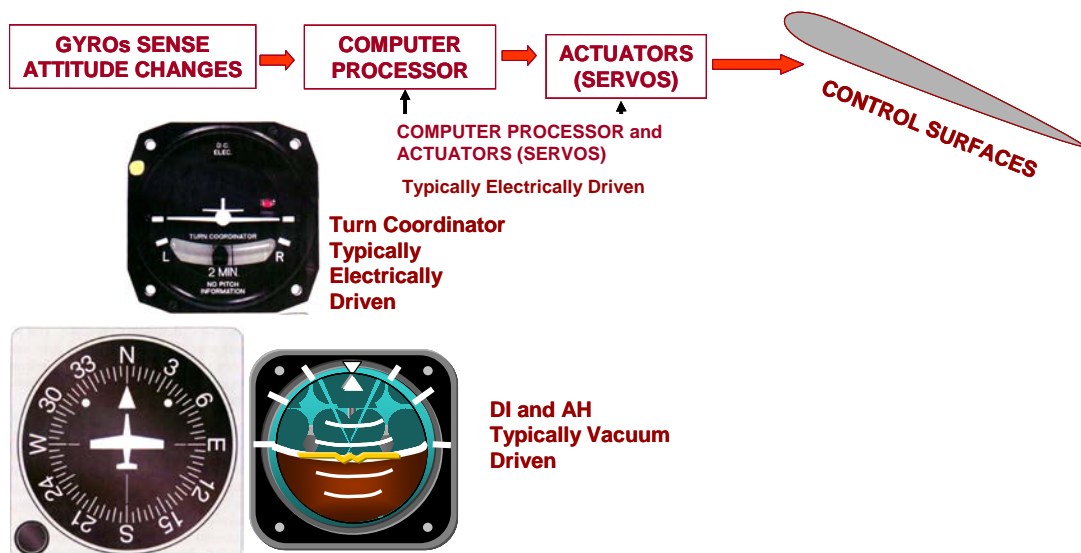 GYROs SENSE
ATTITUDE CHANGES
COMPUTER
PROCESSOR
ACTUATORS
(SERVOS)
CONTROL SURFACES
COMPUTER PROCESSOR and
ACTUATORS (SERVOS)
Typically Electrically Driven
D.C.
ELEC.
TURN COORDINATOR
L R
2 MIN.
NO PITCH
INFORMATION
Turn Coordinator
Typically
Electrically
Driven
N
3
6
E
12
15
S
21
24
W
30
33
DI and AH
Typically Vacuum
Driven